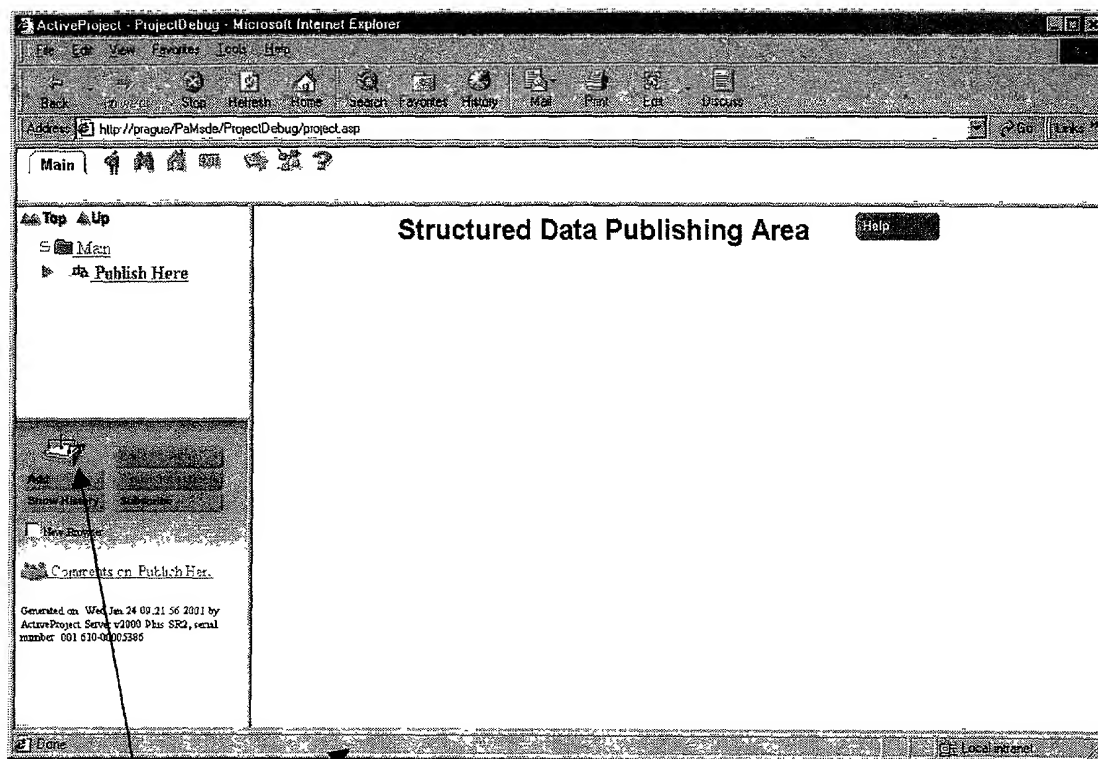 ActiveProject - ProjectDebug - Microsoft Internet Explorer
File Edit View Favorites Tools Help
Back Forward Stop Refresh Home Search Favorites History Mail Print Edit Discuss
Address http://prague/PaMsde/ProjectDebug/project.asp Go Links »
Main
Top Up
Main
Publish Here
Structured Data Publishing Area
Help
Add
Show History Subscribe
New Browser
Comments on Publish Her.
Generated on Wed Jan 24 09.21 56 2001 by
ActiveProject Server v2000 Plus SR2, serial
number 001 610-00005386
Done
Local intranet